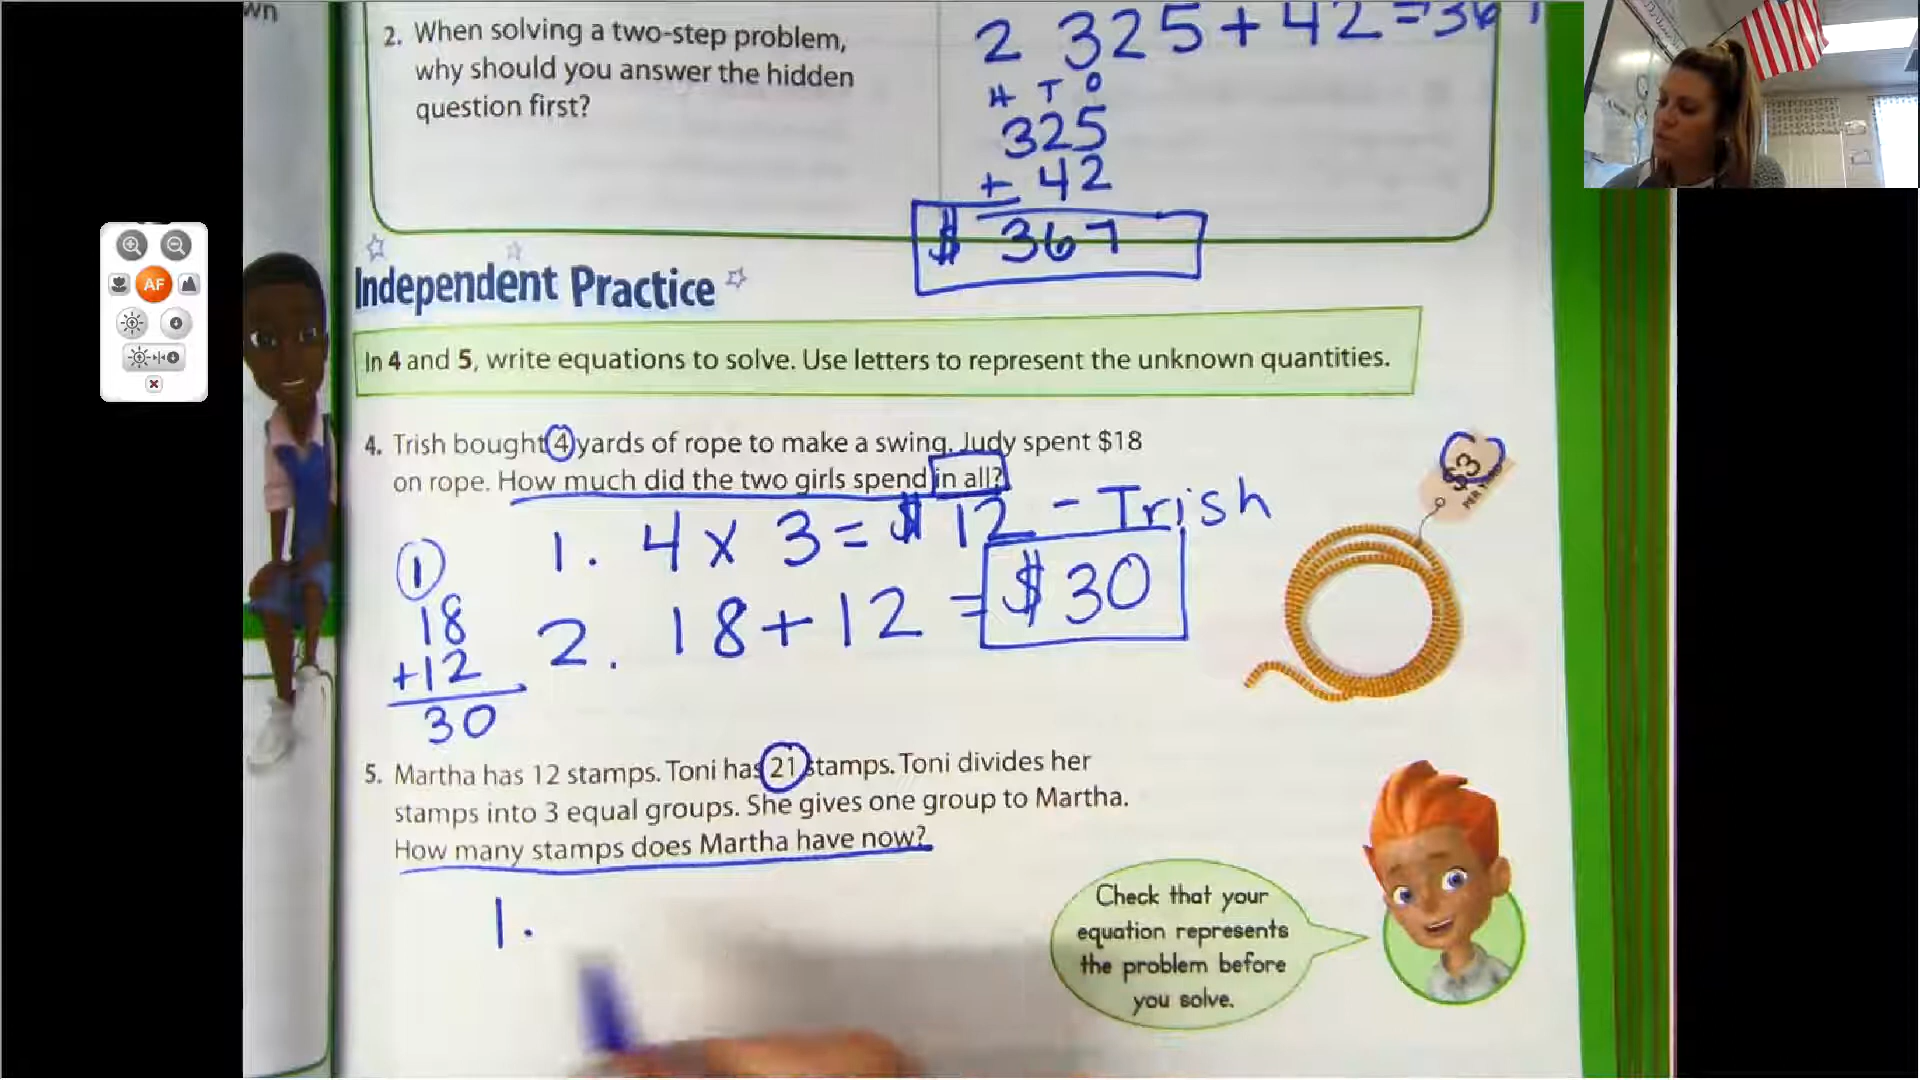 wn
2. When solving a two-step problem,
why should you answer the hidden
question first?
2 325 + 42 = 367
H T O
325
+ 42
$ 367
Independent Practice
In 4 and 5, write equations to solve. Use letters to represent the unknown quantities.
4. Trish bought 4 yards of rope to make a swing. Judy spent $18
on rope. How much did the two girls spend in all?
$3
PER
1. 4 x 3 = $ 12 - Trish
2. 18 + 12 = $ 30
1
18
+12
30
5. Martha has 12 stamps. Toni has 21 stamps. Toni divides her
stamps into 3 equal groups. She gives one group to Martha.
How many stamps does Martha have now?
1.
Check that your
equation represents
the problem before
you solve.
AF